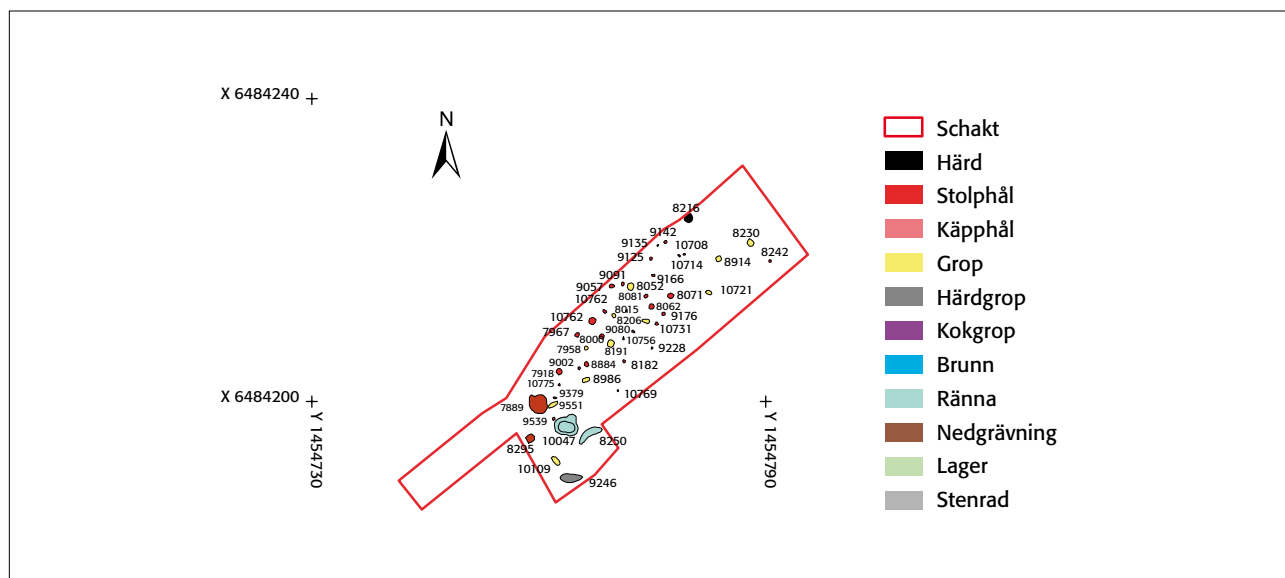 X 6484240
N
8216
9142
8230
9135
10708
8242
9125
10714
8914
9091
9166
9057
8052
10762
8081
8071
10721
8015
8062
10762
8206
9176
7967
9080
10731
8000
10756
7958
8191
9228
9002
8884
8182
7918
10775
8986
X 6484200
9379
10769
7889
9551
9539
10047
8250
8295
10109
9246
Y 1454730
Y 1454790
Schakt
Härd
Stolphål
Käpphål
Grop
Härdgrop
Kokgrop
Brunn
Ränna
Nedgrävning
Lager
Stenrad